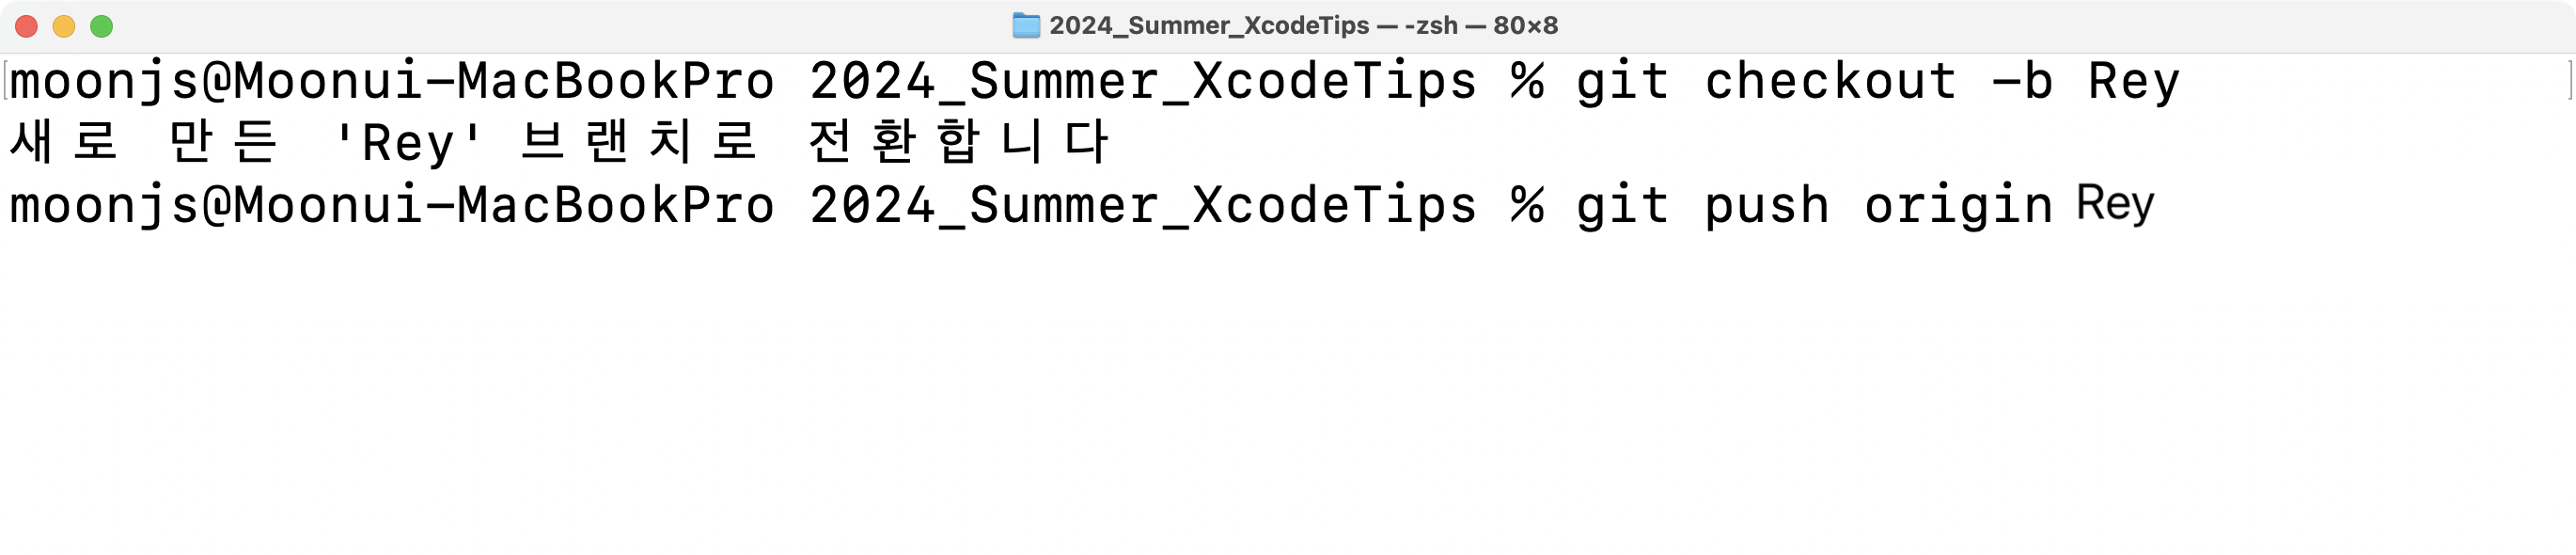 2024_Summer_XcodeTips — -zsh — 80×8
moonjs@Moonui-MacBookPro 2024_Summer_XcodeTips % git checkout -b Rey
새로 만든 'Rey' 브랜치로 전환합니다
moonjs@Moonui-MacBookPro 2024_Summer_XcodeTips % git push origin Rey